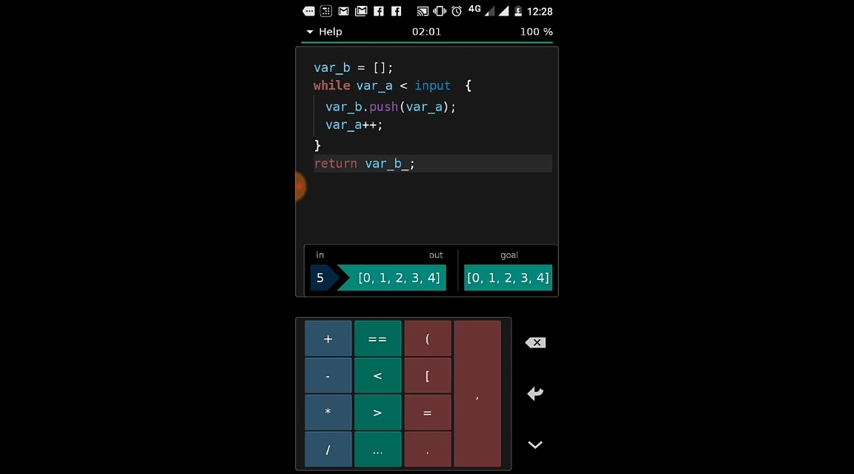 4G 12:28
Help 02:01 100 %
var_b = [];
while var_a < input {
var_b.push(var_a);
var_a++;
}
return var_b_;
in out goal
5 [0, 1, 2, 3, 4] [0, 1, 2, 3, 4]
+ == (
- < [
,
* > =
/ ... .